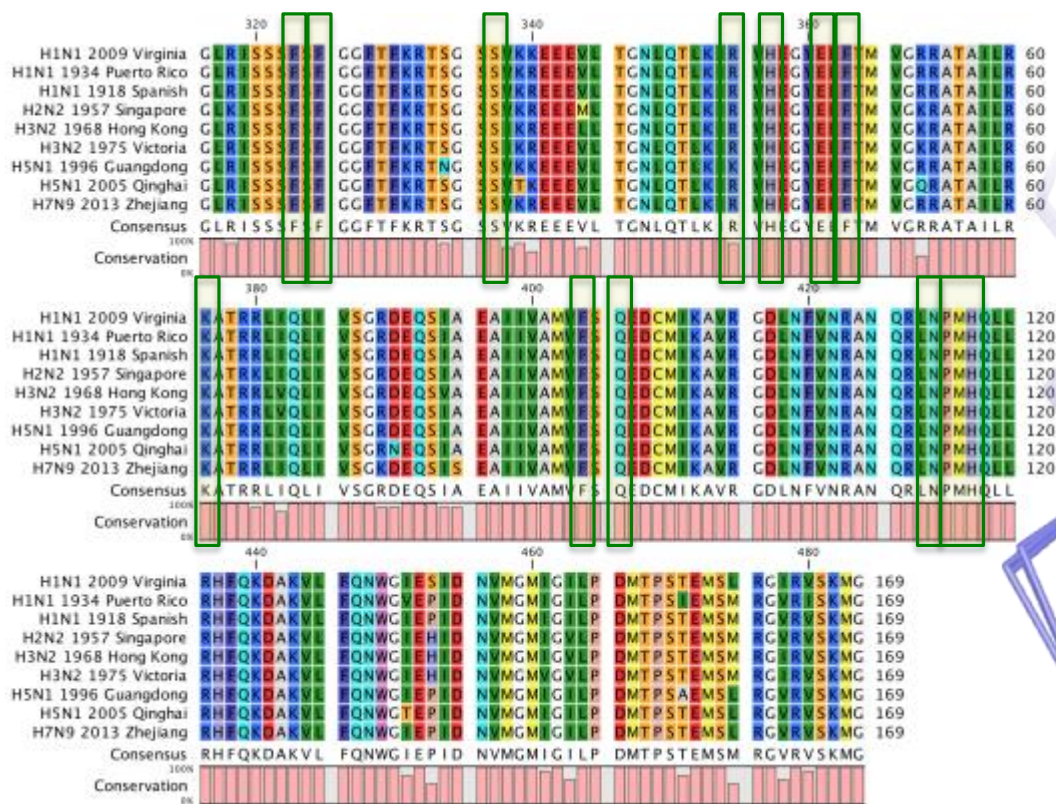 320 340 360
H1N1 2009 Virginia GLRISSSFSF GGFTFKRTSG SSVKREEEVL TGNLQTLKIR VHEGYEEFTM VGRRATAILR 60
H1N1 1934 Puerto Rico GLRISSSFSF GGFTFKRTSG SSVKREEEVL TGNLQTLKIR VHEGYEEFTM VGRRATAILR 60
H1N1 1918 Spanish GLRISSSFSF GGFTFKRTSG SSVKREEEVL TGNLQTLKIR VHEGYEEFTM VGRRATAILR 60
H2N2 1957 Singapore GLKISSSFSF GGFTFKRTSG SSVKREEEML TGNLQTLKIR VHEGYEEFTM VGRRATAILR 60
H3N2 1968 Hong Kong GLRISSSFSF GGFTFKRTSG SSVKREEELL TGNLQTLKIR VHEGYEEFTM VGRRATAILR 60
H3N2 1975 Victoria GLRISSSFSF GGFTFKRTSG SSVKREEEVL TGNLQTLKIR VHEGYEEFTM VGRRATAILR 60
H5N1 1996 Guangdong GLRISSSFSF GGFTFKRTNG SSVKREEEVL TGNLQTLKIR VHEGYEEFTM VGRRATAILR 60
H5N1 2005 Qinghai GLRISSSFSF GGFTFKRTSG SSVTKEEEVL TGNLQTLKIR VHEGYEEFTM VGQRATAILR 60
H7N9 2013 Zhejiang GLRISSSFSF GGFTFKRTSG SSVKREEEVL TGNLQTLKIR VHEGYEEFTM VGRRATAILR 60
Consensus GLRISSSFSF GGFTFKRTSG SSVKREEEVL TGNLQTLKIR VHEGYEEFTM VGRRATAILR
100%
Conservation
0%
380 400 420
H1N1 2009 Virginia KATRRLIQLI VSGRDEQSIA EAIIVAMVFS QEDCMIKAVR GDLNFVNRAN QRLNPMHQLL 120
H1N1 1934 Puerto Rico KATRRLIQLI VSGRDEQSIA EAIIVAMVFS QEDCMIKAVR GDLNFVNRAN QRLNPMHQLL 120
H1N1 1918 Spanish KATRRLIQLI VSGRDEQSIA EAIIVAMVFS QEDCMIKAVR GDLNFVNRAN QRLNPMHQLL 120
H2N2 1957 Singapore KATRKLIQLI VSGRDEQSIA EAIIVAMVFS QEDCMIKAVR GDLNFVNRAN QRLNPMHQLL 120
H3N2 1968 Hong Kong KATRRLVQLI VSGRDEQSVA EAIIVAMVFS QEDCMIKAVR GDLNFVNRAN QRLNPMHQLL 120
H3N2 1975 Victoria KATRRLVQLI VSGRDEQSIA EAIIVAMVFS QEDCMIKAVR GDLNFVNRAN QRLNPMHQLL 120
H5N1 1996 Guangdong KATRRLIQLI VSGRDEQSIA EAIIVAMVFS QEDCMIKAVR GDLNFVNRAN QRLNPMHQLL 120
H5N1 2005 Qinghai KATRRLIQLI VSGRNEQSIA EAIIVAMVFS QEDCMIKAVR GDLNFVNRAN QRLNPMHQLL 120
H7N9 2013 Zhejiang KATRRLIQLI VSGKDEQSIS EAIIVAMVFS QEDCMIKAVR GDLNFVNRAN QRLNPMHQLL 120
Consensus KATRRLIQLI VSGRDEQSIA EAIIVAMVFS QEDCMIKAVR GDLNFVNRAN QRLNPMHQLL
100%
Conservation
0%
440 460 480
H1N1 2009 Virginia RHFQKDAKVL FQNWGIESID NVMGMIGILP DMTPSTEMSL RGIRVSKMG 169
H1N1 1934 Puerto Rico RHFQKDAKVL FQNWGVEPID NVMGMIGILP DMTPSIEMSM RGVRISKMG 169
H1N1 1918 Spanish RHFQKDAKVL FQNWGIEPID NVMGMIGILP DMTPSTEMSM RGVRVSKMG 169
H2N2 1957 Singapore RHFQKDAKVL FQNWGIEHID NVMGMIGVLP DMTPSTEMSM RGVRVSKMG 169
H3N2 1968 Hong Kong RHFQKDAKVL FQNWGIEHID NVMGMIGVLP DMTPSTEMSM RGIRVSKMG 169
H3N2 1975 Victoria RHFQKDAKVL FQNWGIEHID NVMGMVGVLP DMTPSTEMSM RGIRVSKMG 169
H5N1 1996 Guangdong RHFQKDAKVL FQNWGIEPID NVMGMIGILP DMTPSAEMSL RGVRVSKMG 169
H5N1 2005 Qinghai RHFQKDAKVL FQNWGTEPID NVMGMIGILP DMTPSTEMSL RGVRVSKMG 169
H7N9 2013 Zhejiang RHFQKDAKVL FQNWGIEPID NVMGMIGILP DMTPSTEMSL RGVRVSKMG 169
Consensus RHFQKDAKVL FQNWGIEPID NVMGMIGILP DMTPSTEMSM RGVRVSKMG
100%
Conservation
0%